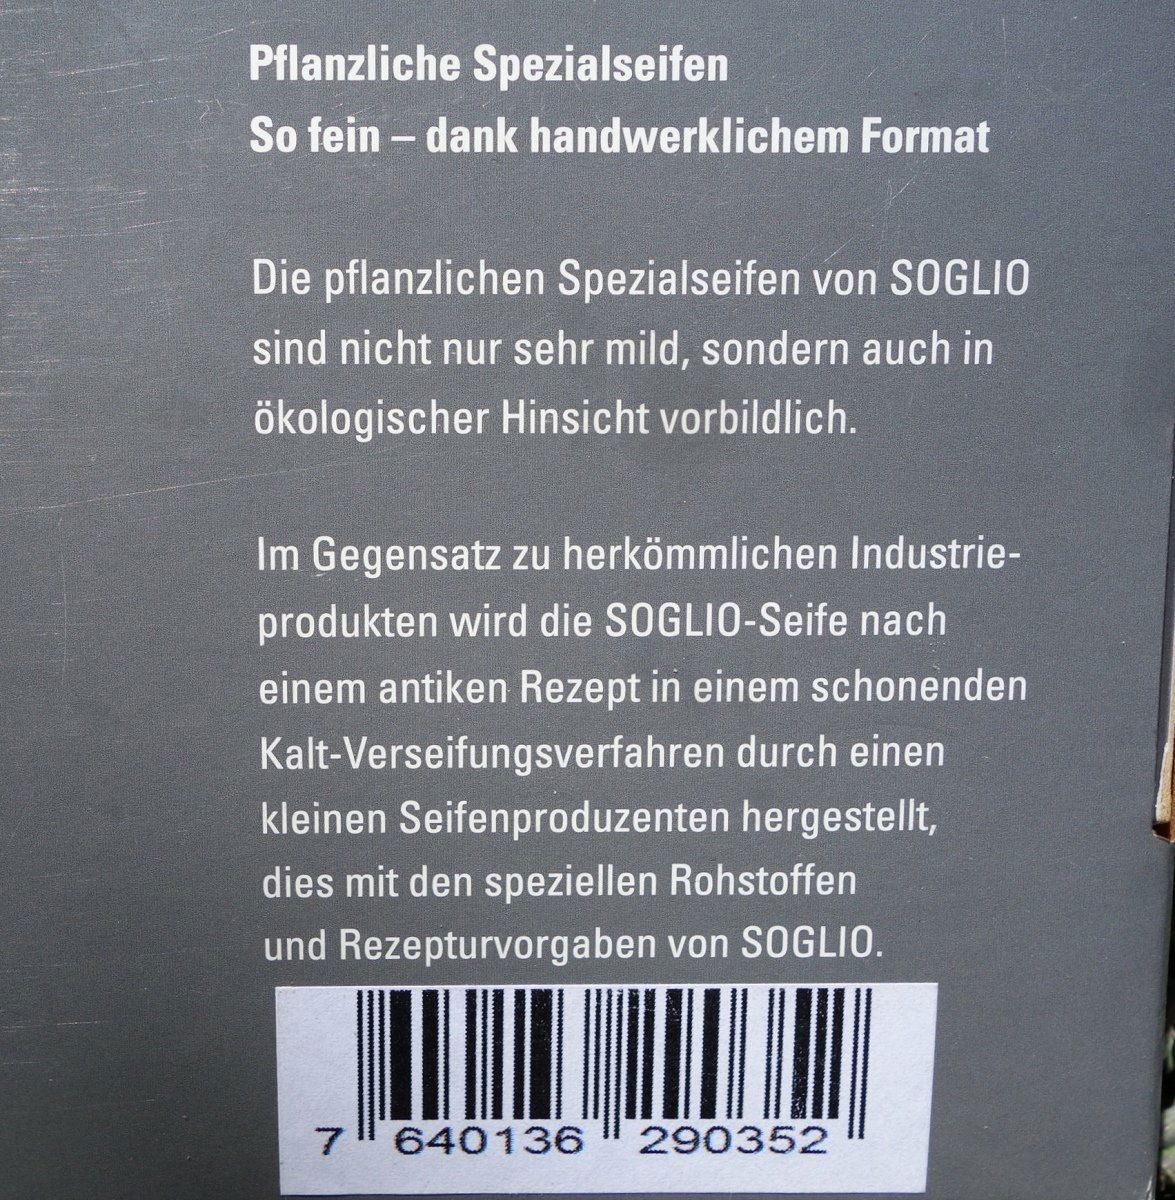 Pflanzliche Spezialseifen
So fein – dank handwerklichem Format
Die pflanzlichen Spezialseifen von SOGLIO
sind nicht nur sehr mild, sondern auch in
ökologischer Hinsicht vorbildlich.
Im Gegensatz zu herkömmlichen Industrie-
produkten wird die SOGLIO-Seife nach
einem antiken Rezept in einem schonenden
Kalt-Verseifungsverfahren durch einen
kleinen Seifenproduzenten hergestellt,
dies mit den speziellen Rohstoffen
und Rezepturvorgaben von SOGLIO.
7 640136 290352